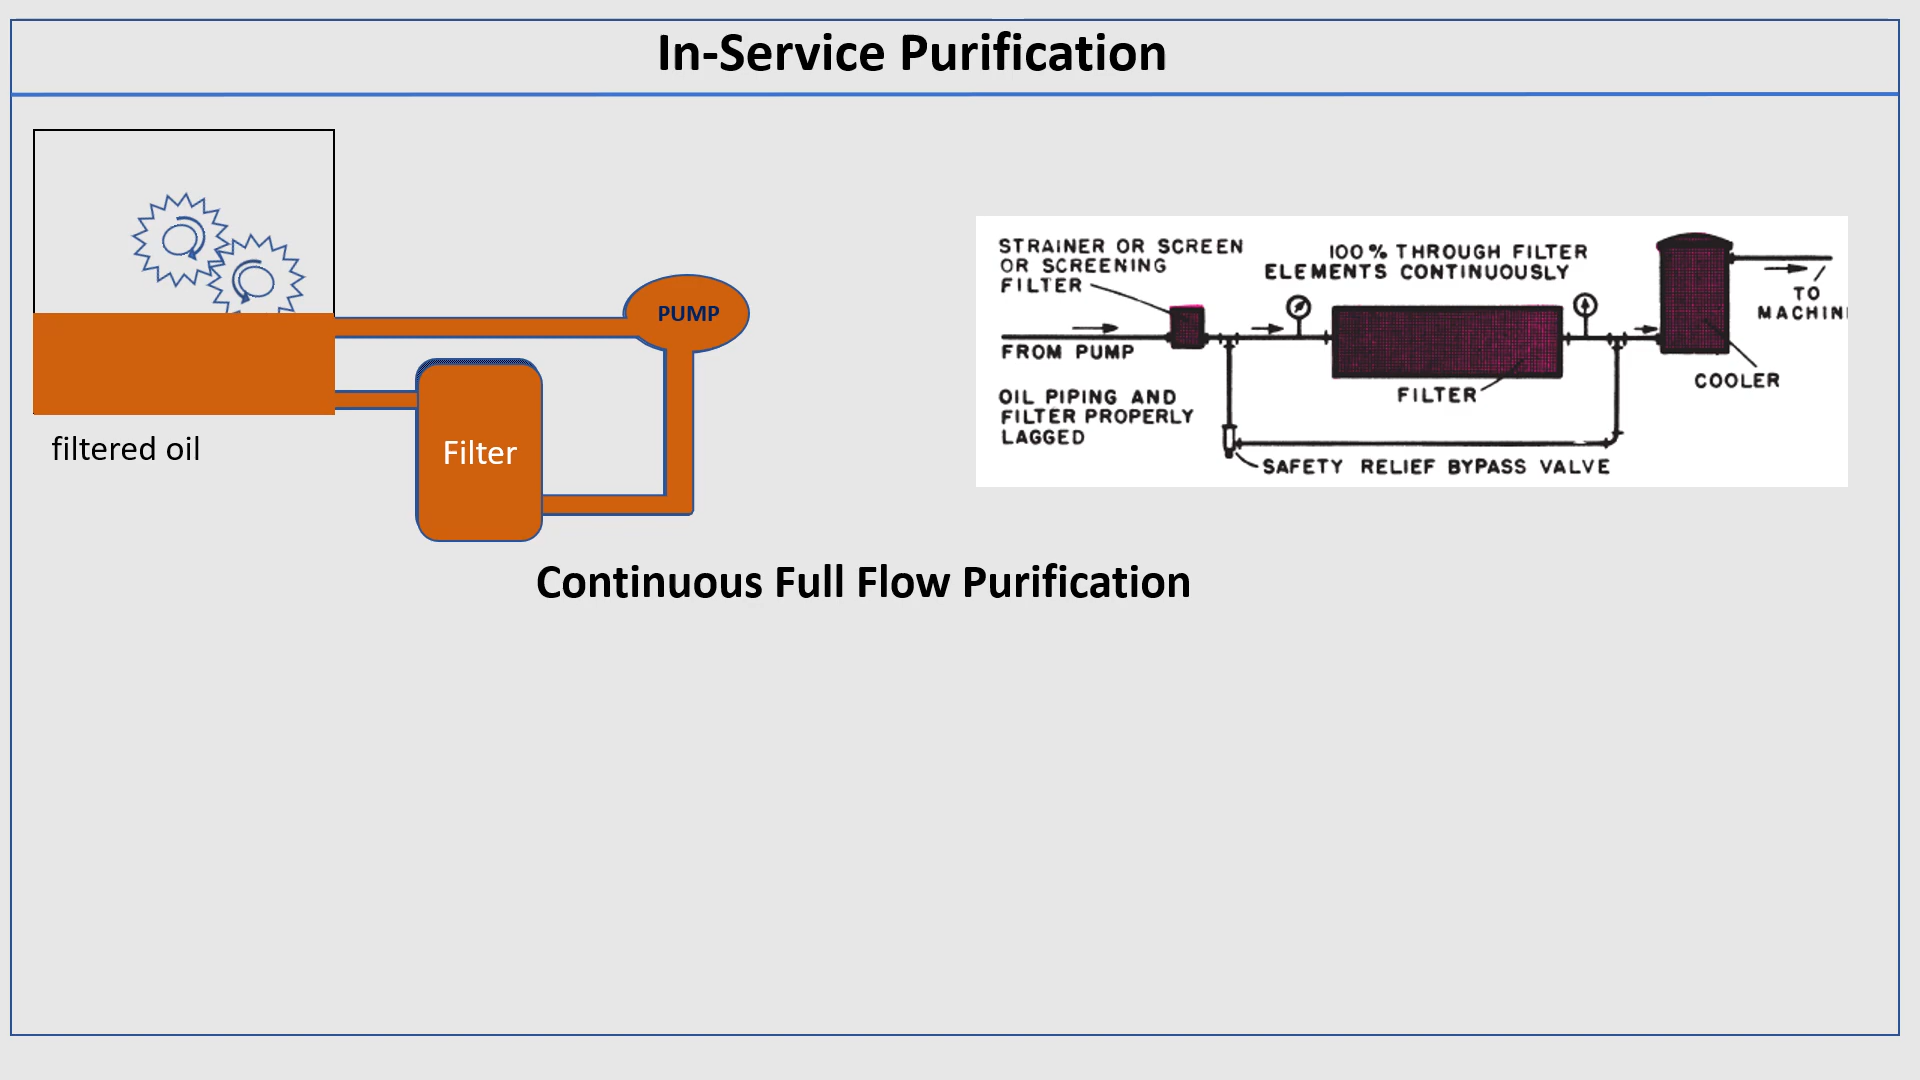 In-Service Purification
PUMP
Filter
filtered oil
STRAINER OR SCREEN
OR SCREENING
FILTER
100% THROUGH FILTER
ELEMENTS CONTINUOUSLY
TO
MACHIN
FROM PUMP
COOLER
FILTER
OIL PIPING AND
FILTER PROPERLY
LAGGED
SAFETY RELIEF BYPASS VALVE
Continuous Full Flow Purification